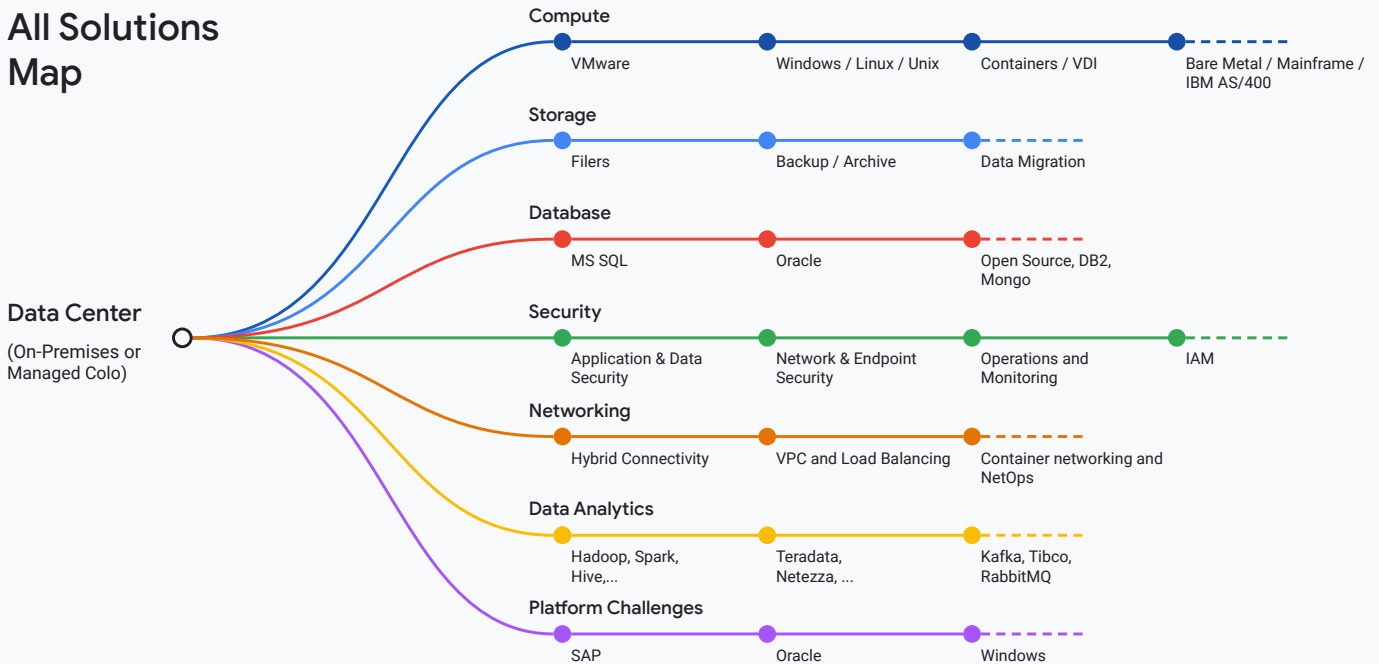 All Solutions
Map
Compute
VMware
Windows / Linux / Unix
Containers / VDI
Bare Metal / Mainframe /
IBM AS/400
Storage
Filers
Backup / Archive
Data Migration
Database
MS SQL
Oracle
Open Source, DB2,
Mongo
Data Center
(On-Premises or
Managed Colo)
Security
Application & Data
Security
Network & Endpoint
Security
Operations and
Monitoring
IAM
Networking
Hybrid Connectivity
VPC and Load Balancing
Container networking and
NetOps
Data Analytics
Hadoop, Spark,
Hive,...
Teradata,
Netezza, ...
Kafka, Tibco,
RabbitMQ
Platform Challenges
SAP
Oracle
Windows